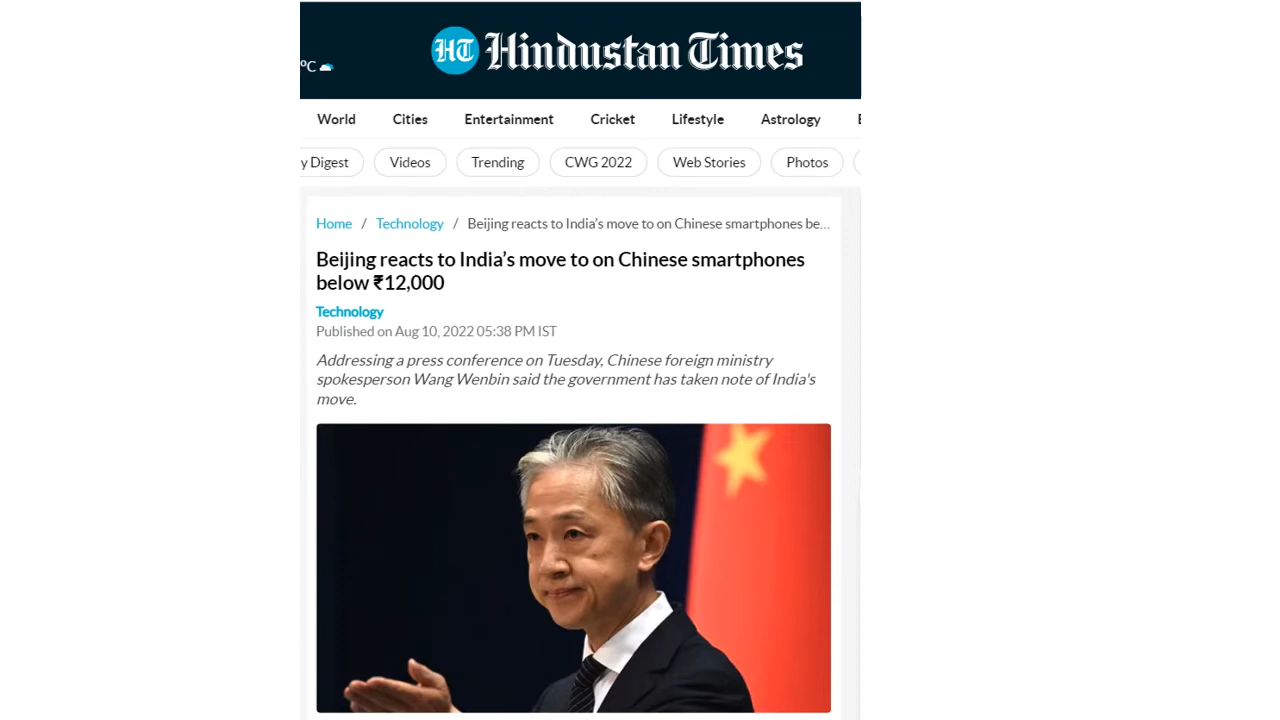 HT Hindustan Times
°C
World Cities Entertainment Cricket Lifestyle Astrology
y Digest Videos Trending CWG 2022 Web Stories Photos
Home / Technology / Beijing reacts to India's move to on Chinese smartphones be...
Beijing reacts to India's move to on Chinese smartphones
below ₹12,000
Technology
Published on Aug 10, 2022 05:38 PM IST
Addressing a press conference on Tuesday, Chinese foreign ministry
spokesperson Wang Wenbin said the government has taken note of India's
move.